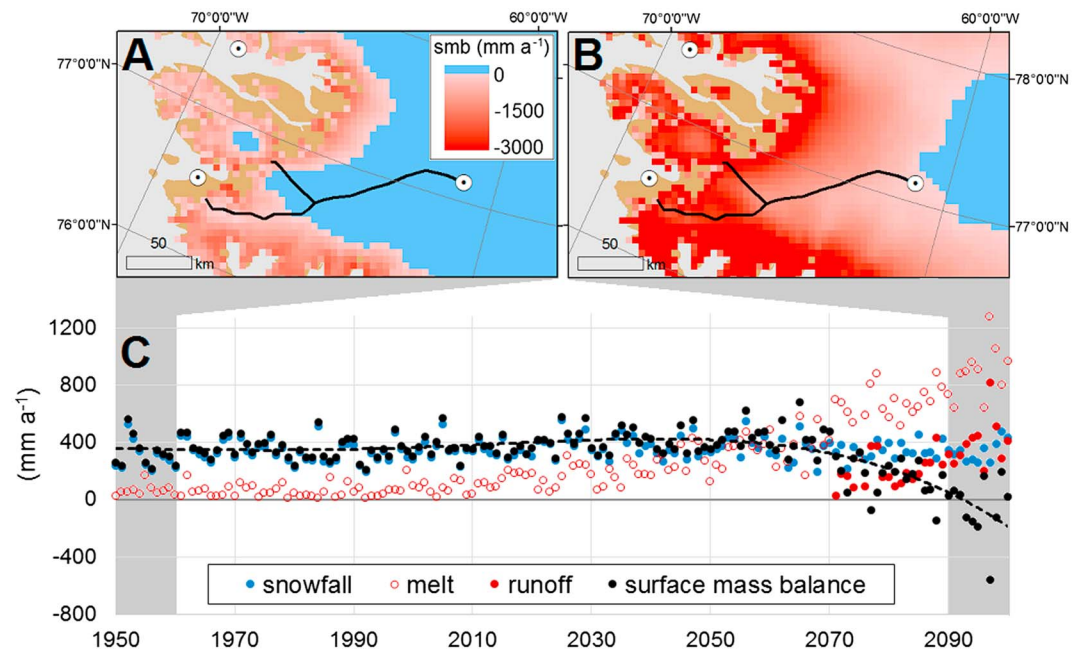 70°0'0"W 60°0'0"W 70°0'0"W 60°0'0"W
A B
smb (mm a⁻¹)
0
-1500
-3000
77°0'0"N 78°0'0"N
76°0'0"N 77°0'0"N
50 50
km km
C
(mm a⁻¹)
1200
800
400
0
-400
-800
snowfall melt runoff surface mass balance
1950 1970 1990 2010 2030 2050 2070 2090